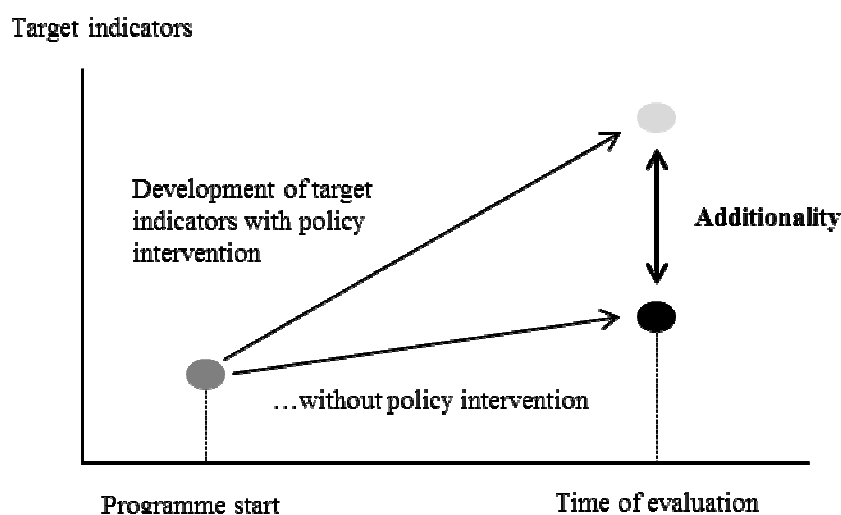 Target indicators
Development of target
indicators with policy
intervention
Additionality
…without policy intervention
Programme start
Time of evaluation